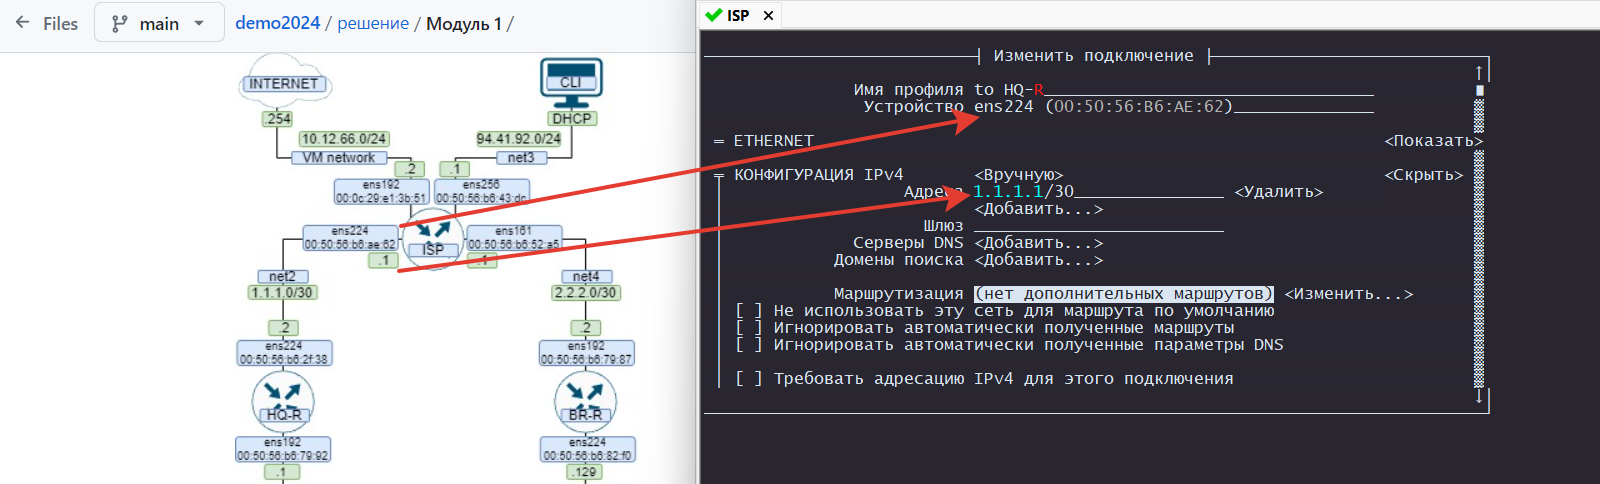 Files main demo2024 / решение / Модуль 1 /
INTERNET
CLI
.254
DHCP
10.12.66.0/24
94.41.92.0/24
VM network
net3
.2
.1
ens192
00:0c:29:e1:3b:51
ens256
00:50:56:b6:43:dc
ens224
00:50:56:b6:ae:62
ens161
00:50:56:b6:52:a5
ISP
.1
.1
net2
net4
1.1.1.0/30
2.2.2.0/30
.2
.2
ens224
00:50:56:b6:2f:38
ens192
00:50:56:b6:79:87
HQ-R
BR-R
ens192
00:50:56:b6:79:92
ens224
00:50:56:b6:82:f0
.1
.129
ISP
Изменить подключение
Имя профиля to HQ-R
Устройство ens224 (00:50:56:B6:AE:62)
= ETHERNET <Показать>
КОНФИГУРАЦИЯ IPv4 <Вручную> <Скрыть>
Адреса 1.1.1.1/30 <Удалить>
<Добавить...>
Шлюз
Серверы DNS <Добавить...>
Домены поиска <Добавить...>
Маршрутизация (нет дополнительных маршрутов) <Изменить...>
[ ] Не использовать эту сеть для маршрута по умолчанию
[ ] Игнорировать автоматически полученные маршруты
[ ] Игнорировать автоматически полученные параметры DNS
[ ] Требовать адресацию IPv4 для этого подключения